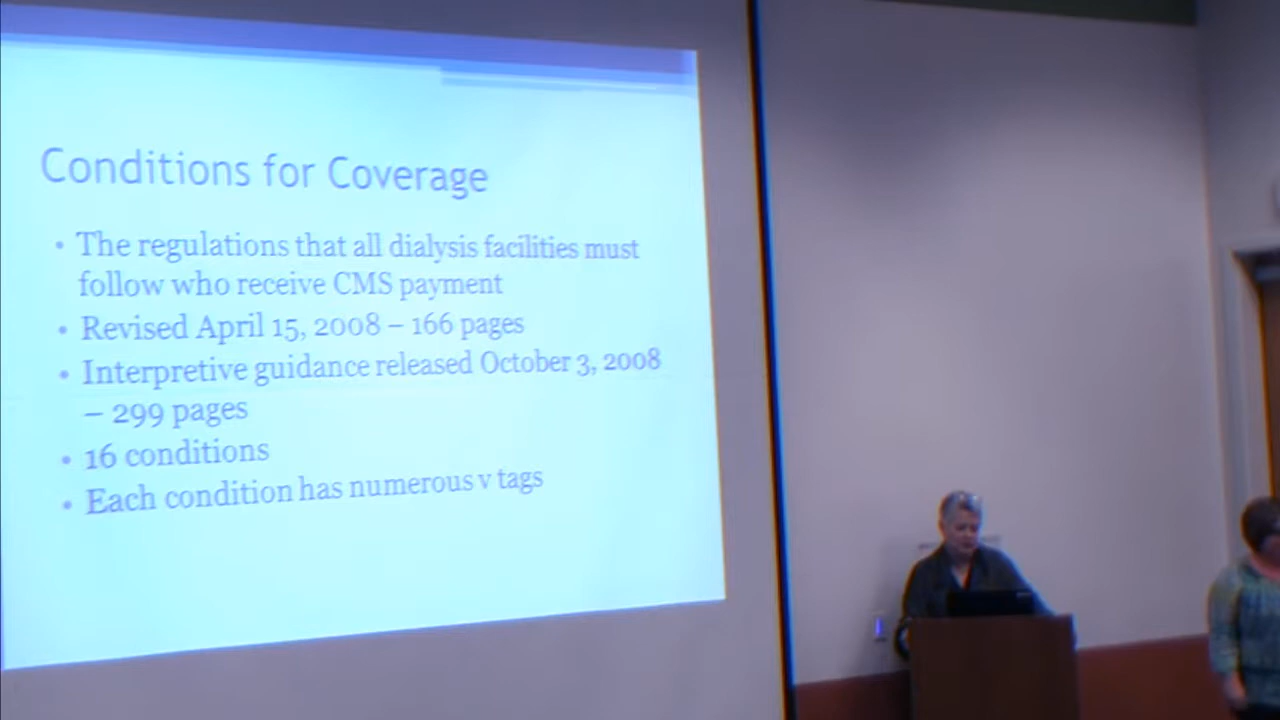 Conditions for Coverage
• The regulations that all dialysis facilities must
follow who receive CMS payment
• Revised April 15, 2008 – 166 pages
• Interpretive guidance released October 3, 2008
– 299 pages
• 16 conditions
• Each condition has numerous v tags